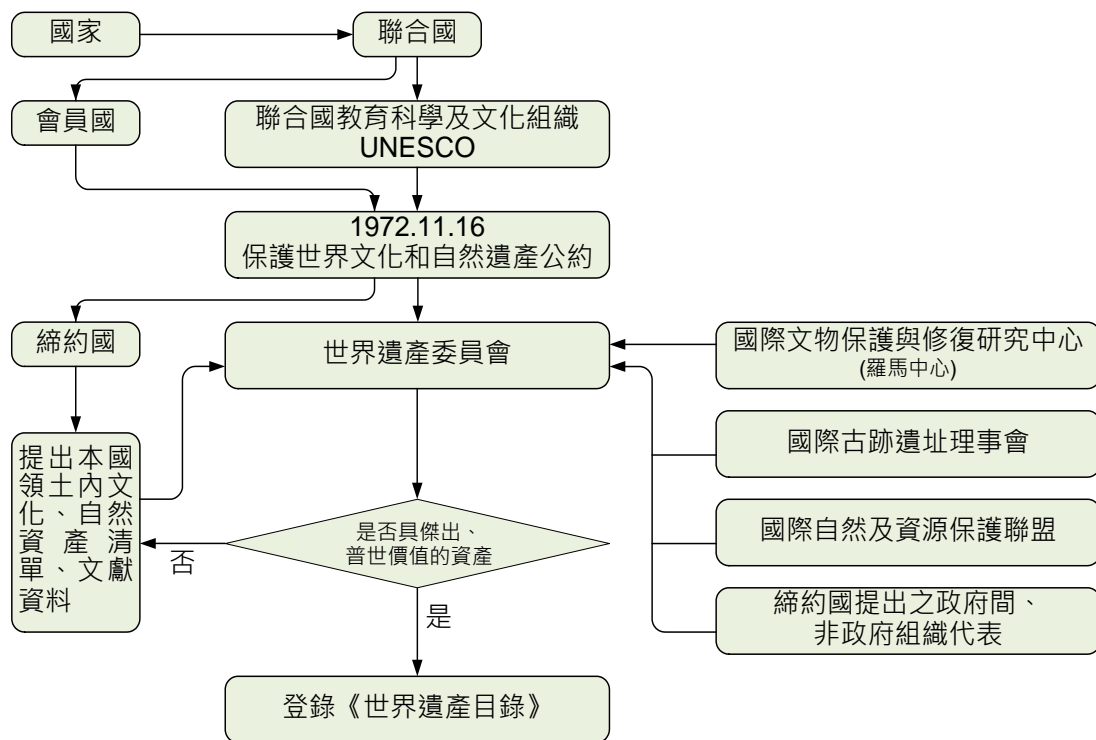 國家
聯合國
會員國
聯合國教育科學及文化組織
UNESCO
1972.11.16
保護世界文化和自然遺產公約
締約國
世界遺產委員會
國際文物保護與修復研究中心
(羅馬中心)
提出本國
領土內文
化、自然
資產清
單、文獻
資料
國際古跡遺址理事會
是否具傑出、
普世價值的資產
否
國際自然及資源保護聯盟
締約國提出之政府間、
非政府組織代表
是
登錄《世界遺產目錄》